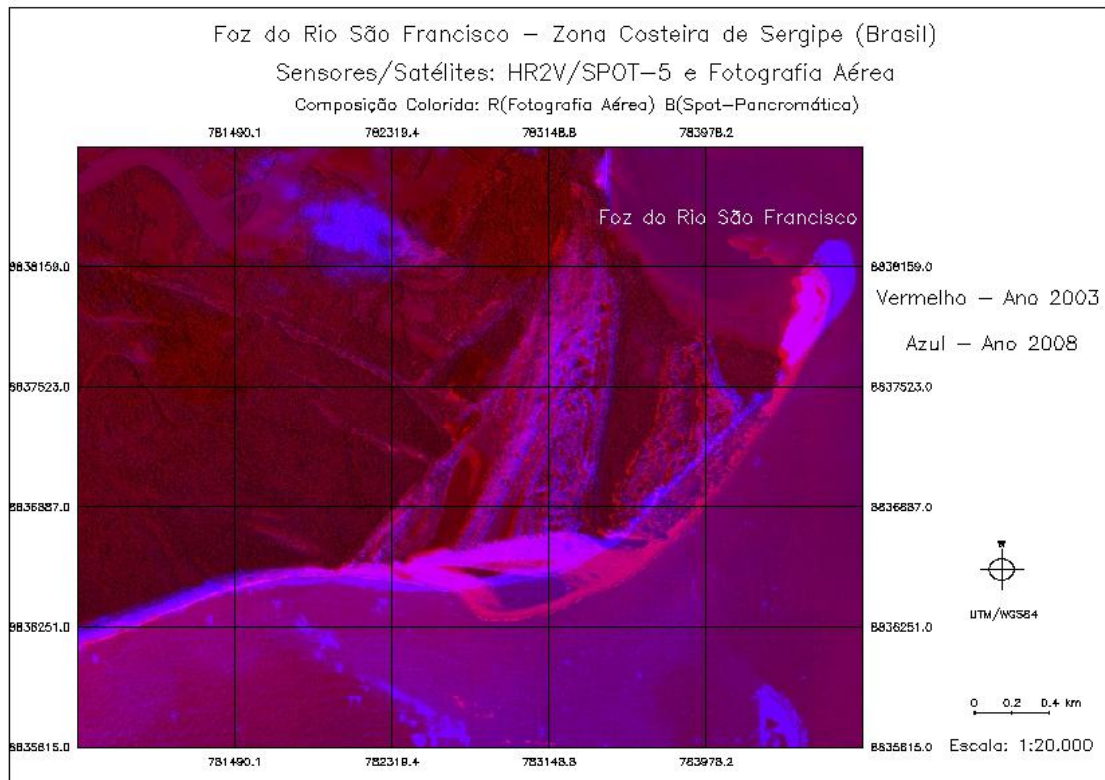 Foz do Rio São Francisco – Zona Costeira de Sergipe (Brasil)
Sensores/Satélites: HR2V/SPOT-5 e Fotografia Aérea
Composição Colorida: R(Fotografia Aérea) B(Spot-Pancromática)
781490.1 782319.4 783148.8 783978.2
Foz do Rio São Francisco
8838159.0 8838159.0
Vermelho – Ano 2003
Azul – Ano 2008
8837523.0 8837523.0
8836887.0 8836887.0
N
UTM/WGS84
8836251.0 8836251.0
0 0.2 0.4 km
8835615.0 8835615.0
Escala: 1:20.000
781490.1 782319.4 783148.8 783978.2